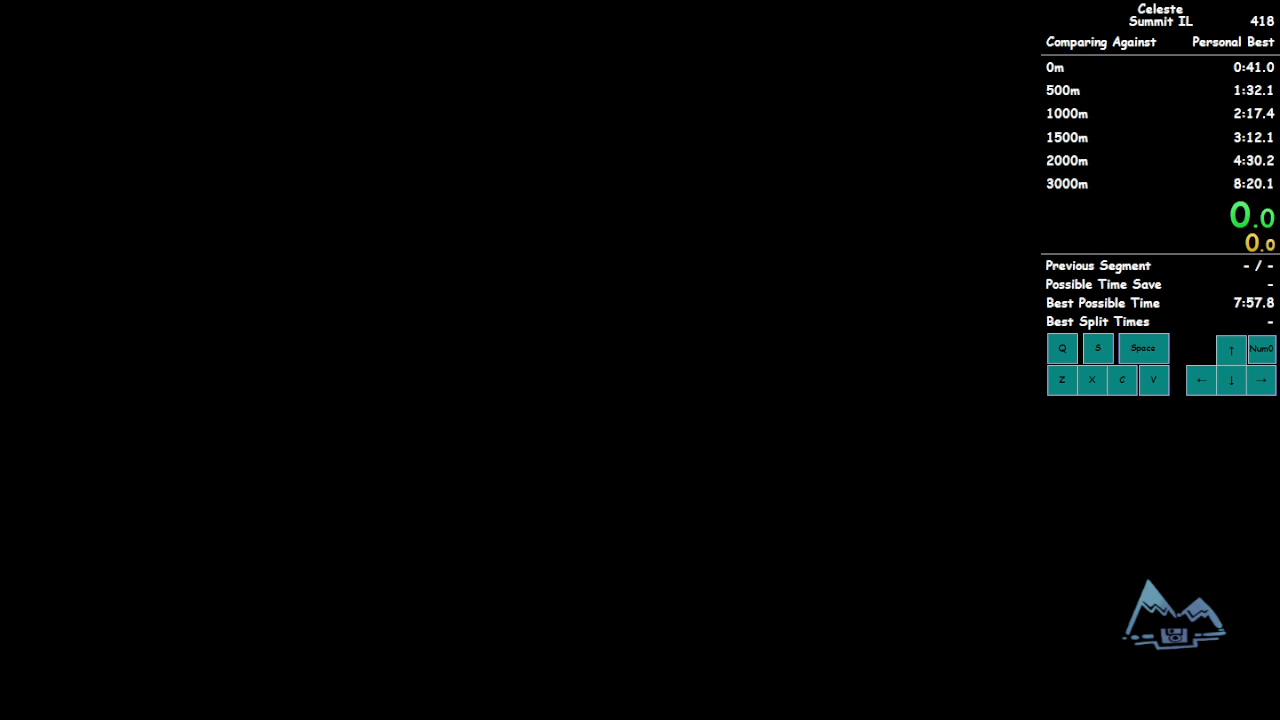 Celeste
Summit IL 418
Comparing Against Personal Best
0m 0:41.0
500m 1:32.1
1000m 2:17.4
1500m 3:12.1
2000m 4:30.2
3000m 8:20.1
0.0
0.0
Previous Segment - / -
Possible Time Save -
Best Possible Time 7:57.8
Best Split Times -
Q S Space ↑ Num0
Z X C V ← ↓ →